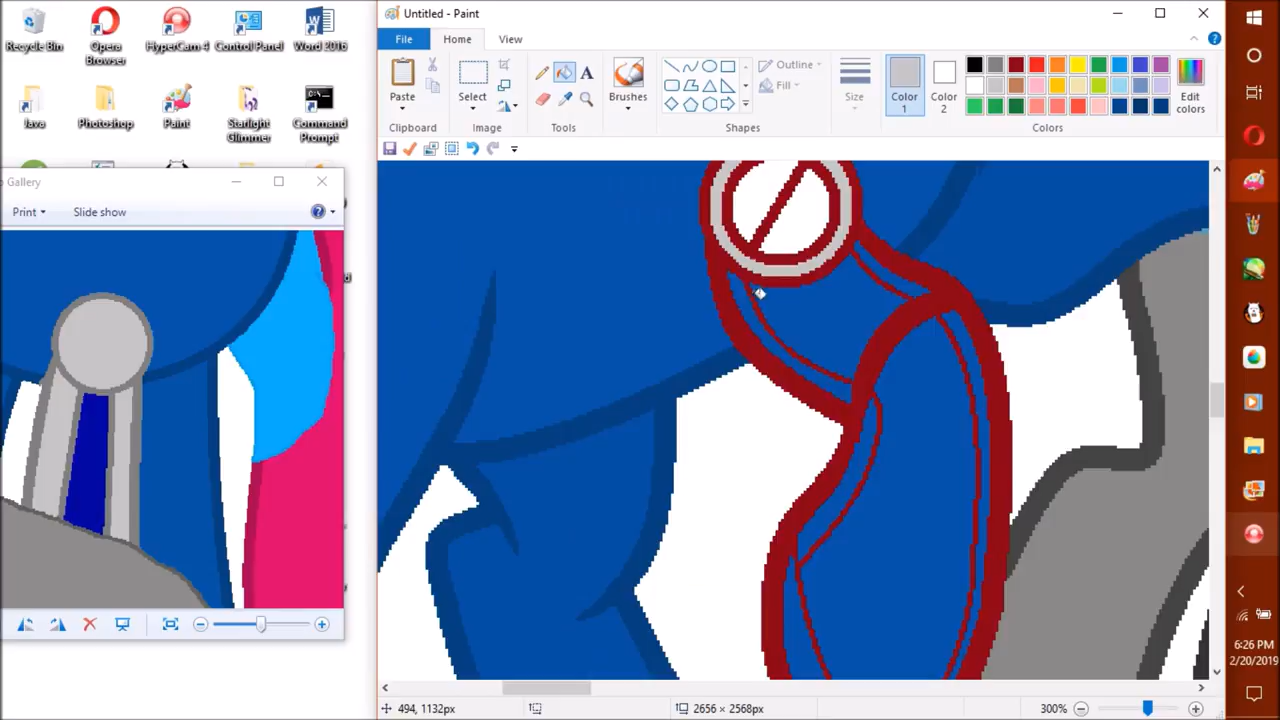 Recycle Bin
Opera Browser
HyperCam 4
Control Panel
Word 2016
Java
Photoshop
Paint
Starlight Glimmer
Command Prompt
Gallery
Print
Slide show
Untitled - Paint
File
Home
View
Paste
Select
Brushes
Outline
Fill
Size
Color 1
Color 2
Edit colors
Clipboard
Image
Tools
Shapes
Colors
494, 1132px
2656 × 2568px
300%
6:26 PM
2/20/2019